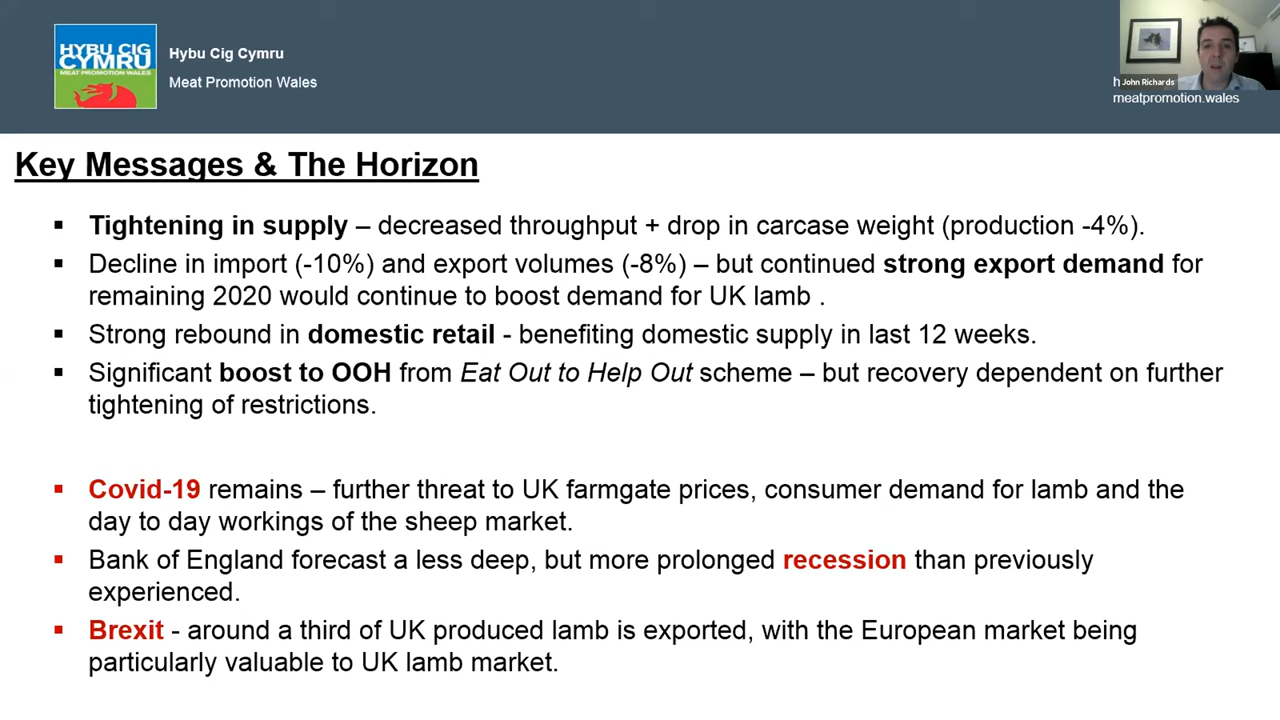 HYBU CIG
CYMRU
MEAT PROMOTION WALES
Hybu Cig Cymru
Meat Promotion Wales
John Richards
meatpromotion.wales
Key Messages & The Horizon
▪ Tightening in supply – decreased throughput + drop in carcase weight (production -4%).
▪ Decline in import (-10%) and export volumes (-8%) – but continued strong export demand for
remaining 2020 would continue to boost demand for UK lamb .
▪ Strong rebound in domestic retail - benefiting domestic supply in last 12 weeks.
▪ Significant boost to OOH from Eat Out to Help Out scheme – but recovery dependent on further
tightening of restrictions.
▪ Covid-19 remains – further threat to UK farmgate prices, consumer demand for lamb and the
day to day workings of the sheep market.
▪ Bank of England forecast a less deep, but more prolonged recession than previously
experienced.
▪ Brexit - around a third of UK produced lamb is exported, with the European market being
particularly valuable to UK lamb market.